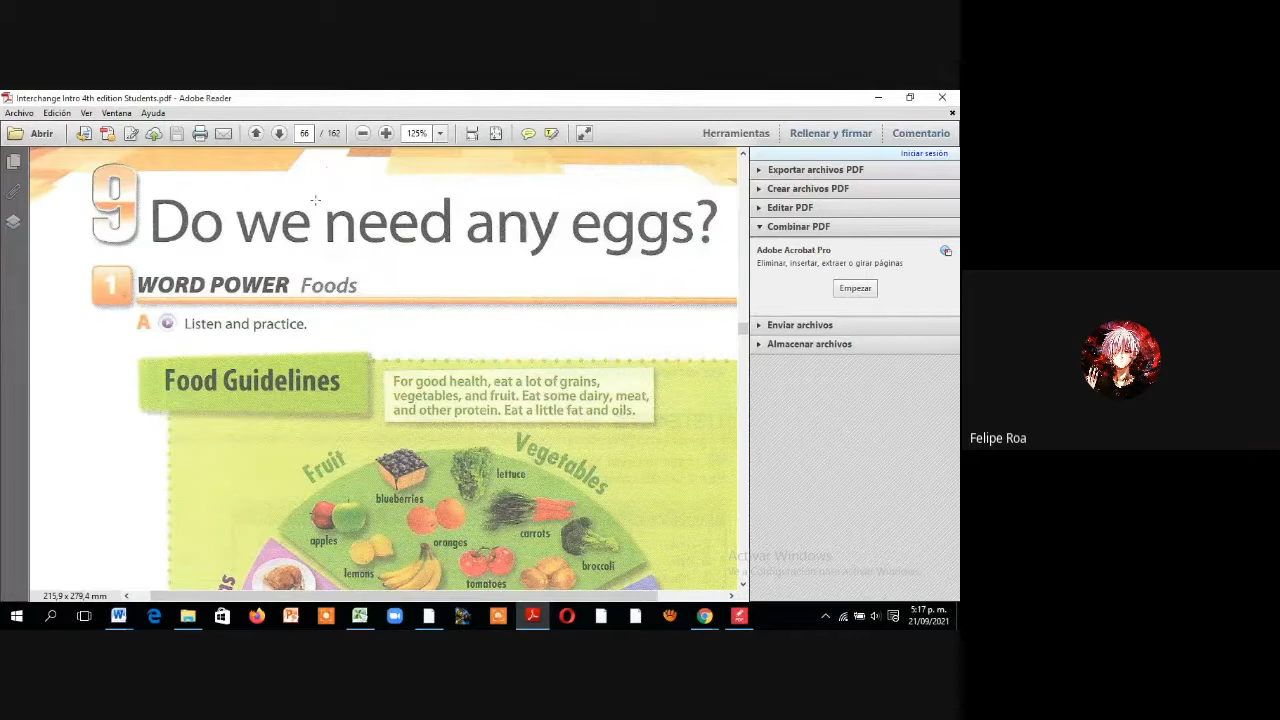 Interchange Intro 4th edition Students.pdf - Adobe Reader
Archivo Edición Ver Ventana Ayuda
Abrir 66 / 162 125% Herramientas Rellenar y firmar Comentario
Iniciar sesión
9 Do we need any eggs?
1 WORD POWER Foods
A Listen and practice.
Food Guidelines
For good health, eat a lot of grains,
vegetables, and fruit. Eat some dairy, meat,
and other protein. Eat a little fat and oils.
Fruit
Vegetables
lettuce
blueberries
carrots
apples
oranges
broccoli
lemons
tomatoes
215,9 x 279,4 mm
Exportar archivos PDF
Crear archivos PDF
Editar PDF
Combinar PDF
Adobe Acrobat Pro
Eliminar, insertar, extraer o girar páginas
Empezar
Enviar archivos
Almacenar archivos
Activar Windows
Ve a Configuración para activar Windows.
5:17 p. m.
21/09/2021
Felipe Roa